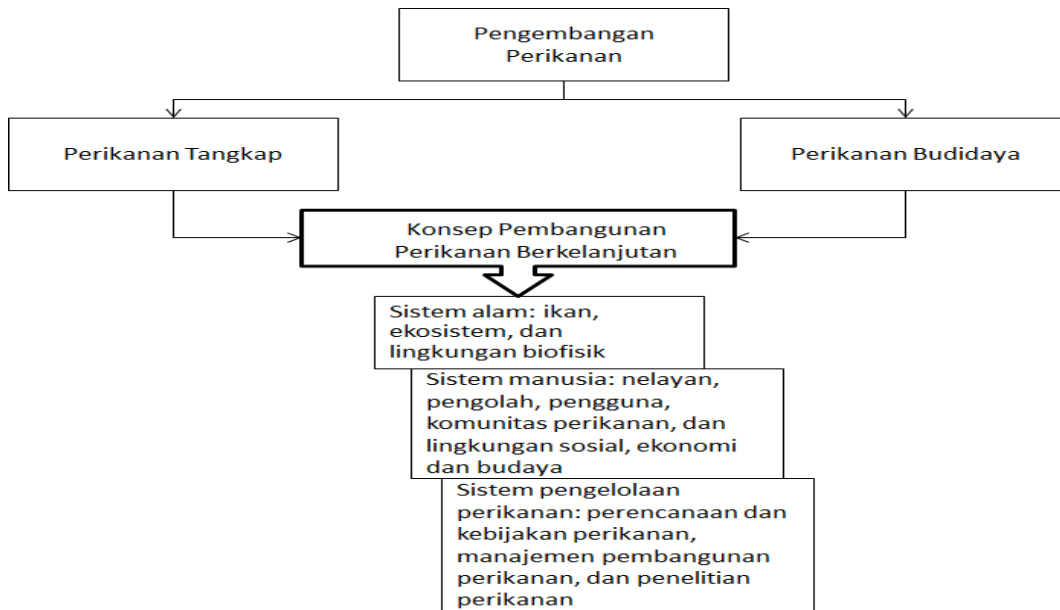 Pengembangan
Perikanan
Perikanan Tangkap
Perikanan Budidaya
Konsep Pembangunan
Perikanan Berkelanjutan
Sistem alam: ikan,
ekosistem, dan
lingkungan biofisik
Sistem manusia: nelayan,
pengolah, pengguna,
komunitas perikanan, dan
lingkungan sosial, ekonomi
dan budaya
Sistem pengelolaan
perikanan: perencanaan dan
kebijakan perikanan,
manajemen pembangunan
perikanan, dan penelitian
perikanan